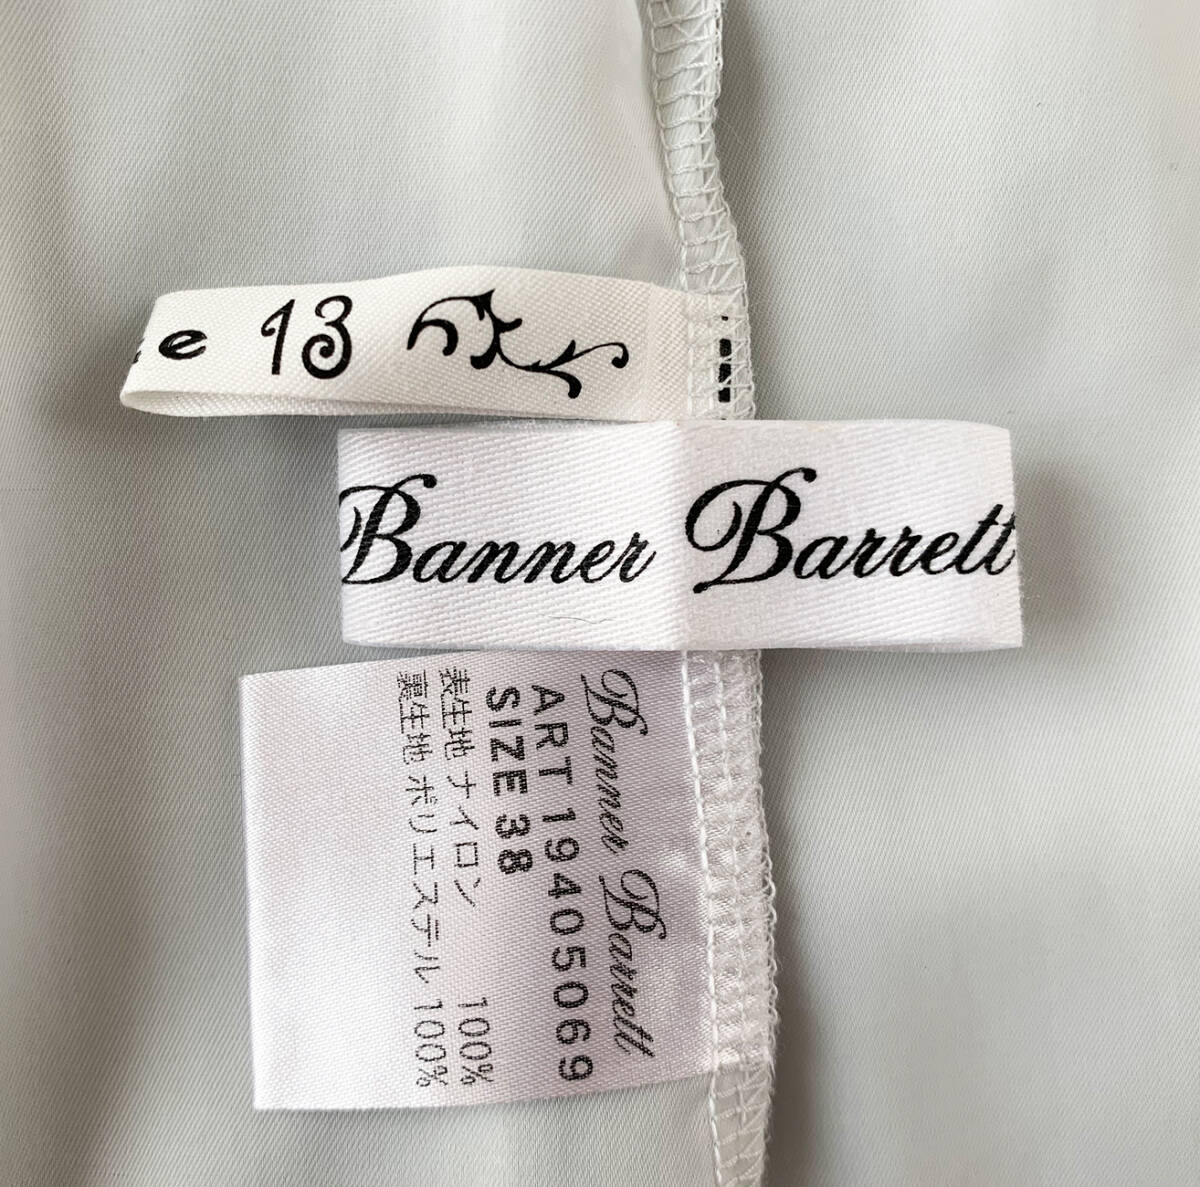 e 13
Banner Barrett
Banner Barrett
ART 19405069
SIZE 38
表生地 ナイロン 100%
裏生地 ポリエステル 100%